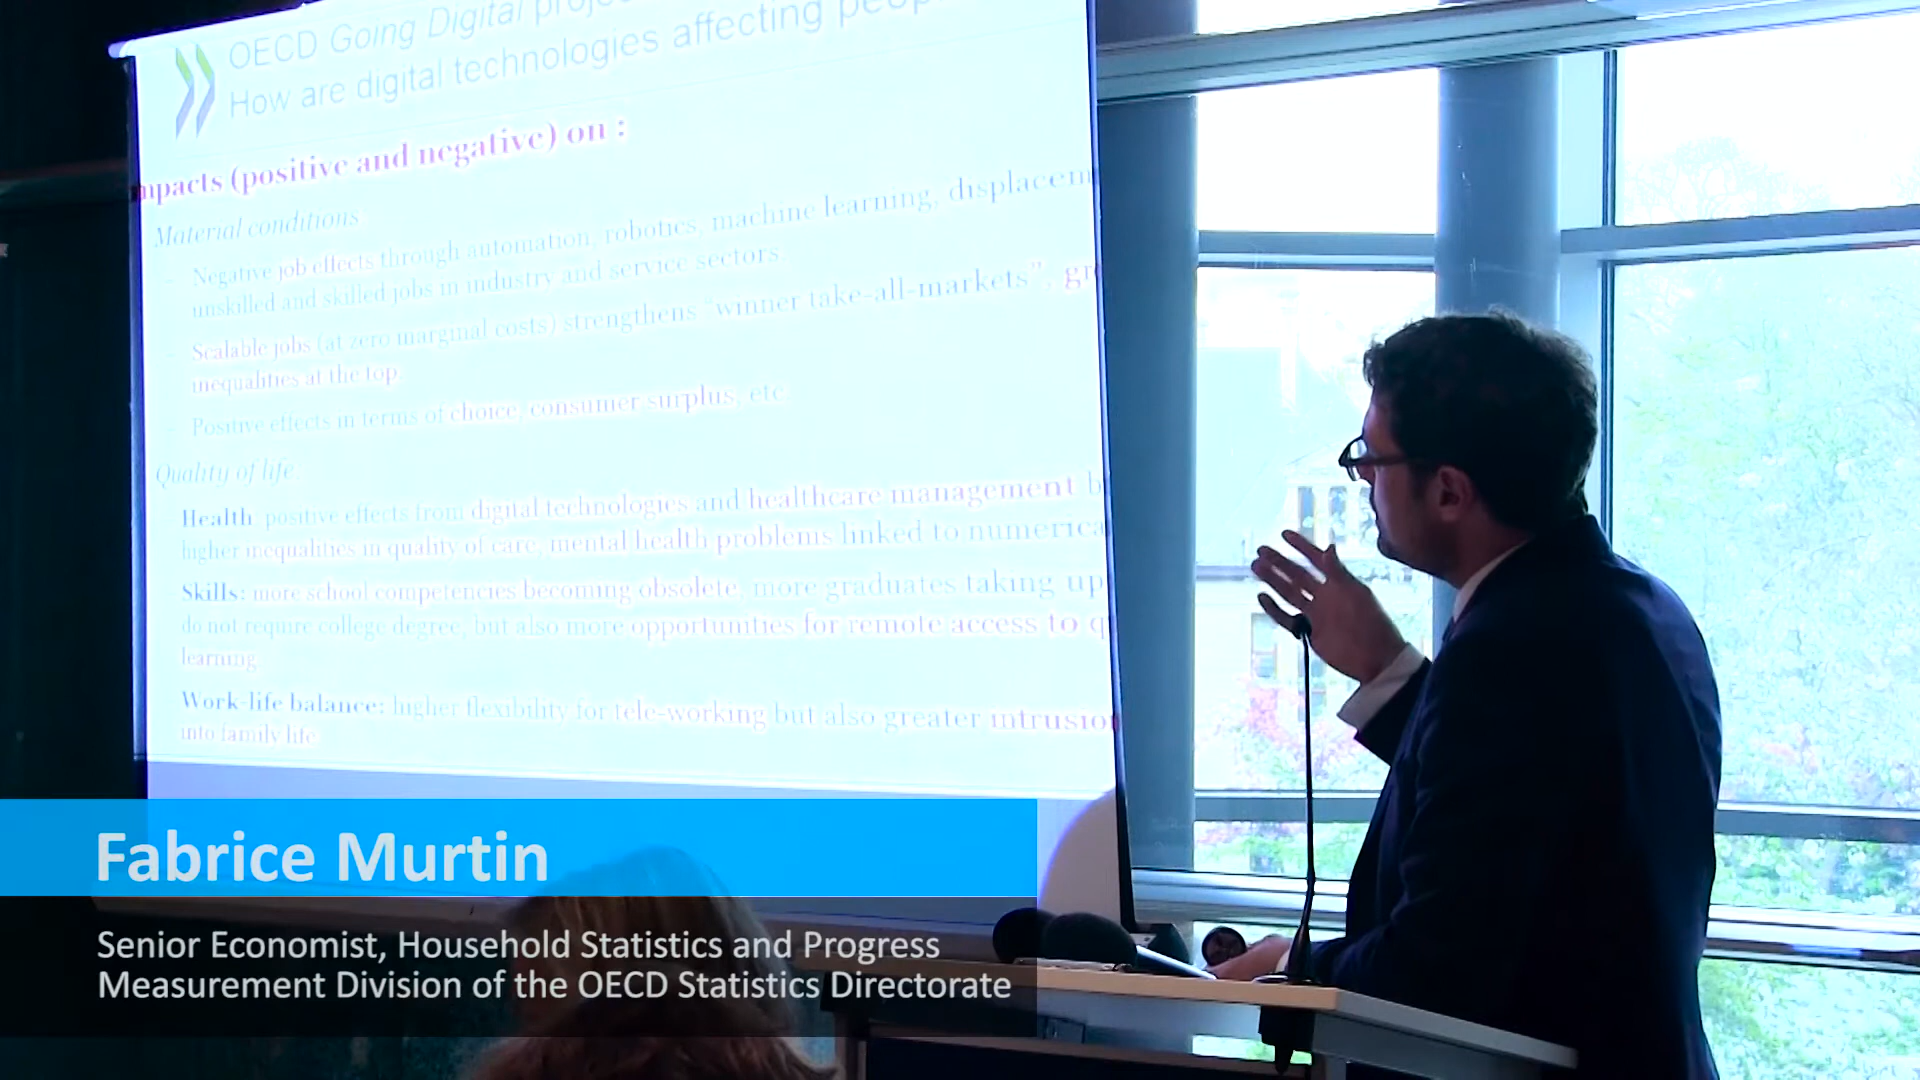 OECD Going Digital
How are digital technologies affecting
mpacts (positive and negative) on :
Material conditions
- Negative job effects through automation, robotics, machine learning, displacem
unskilled and skilled jobs in industry and service sectors.
- Scalable jobs (at zero marginal costs) strengthens "winner take-all-markets", gr
inequalities at the top.
- Positive effects in terms of choice, consumer surplus, etc.
Quality of life:
Health: positive effects from digital technologies and healthcare management b
higher inequalities in quality of care, mental health problems linked to numerica
Skills: more school competencies becoming obsolete, more graduates taking up
do not require college degree, but also more opportunities for remote access to q
learning
Work-life balance: higher flexibility for tele-working but also greater intrusion
into family life
Fabrice Murtin
Senior Economist, Household Statistics and Progress
Measurement Division of the OECD Statistics Directorate